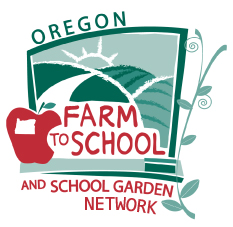 OREGON
FARM
TO SCHOOL
AND SCHOOL GARDEN
NETWORK